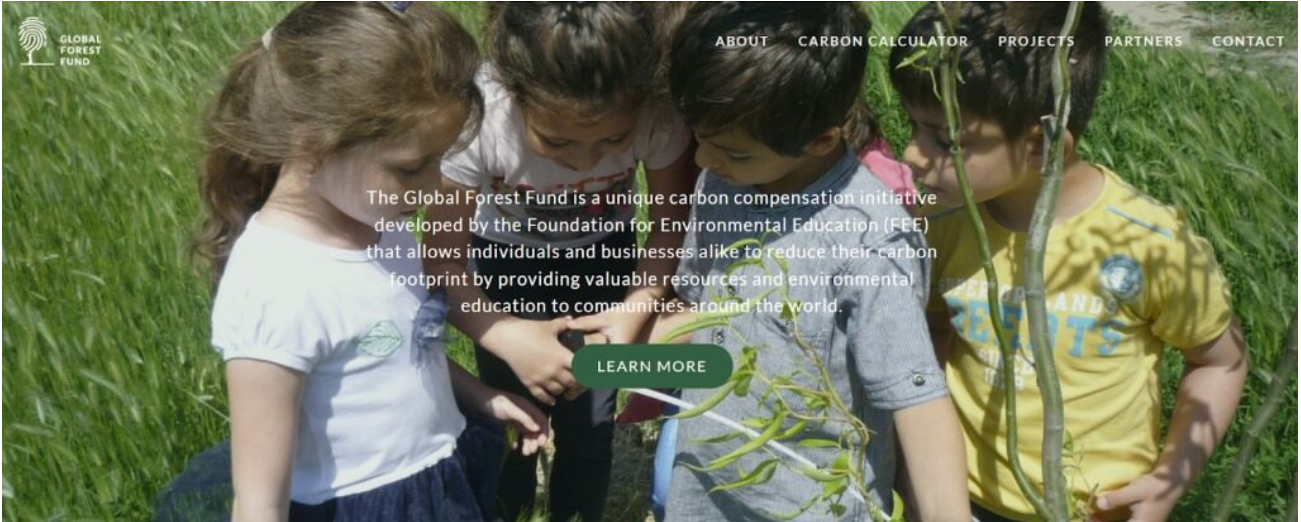 GLOBAL
FOREST
FUND
ABOUT CARBON CALCULATOR PROJECTS PARTNERS CONTACT
The Global Forest Fund is a unique carbon compensation initiative
developed by the Foundation for Environmental Education (FEE)
that allows individuals and businesses alike to reduce their carbon
footprint by providing valuable resources and environmental
education to communities around the world.
LEARN MORE